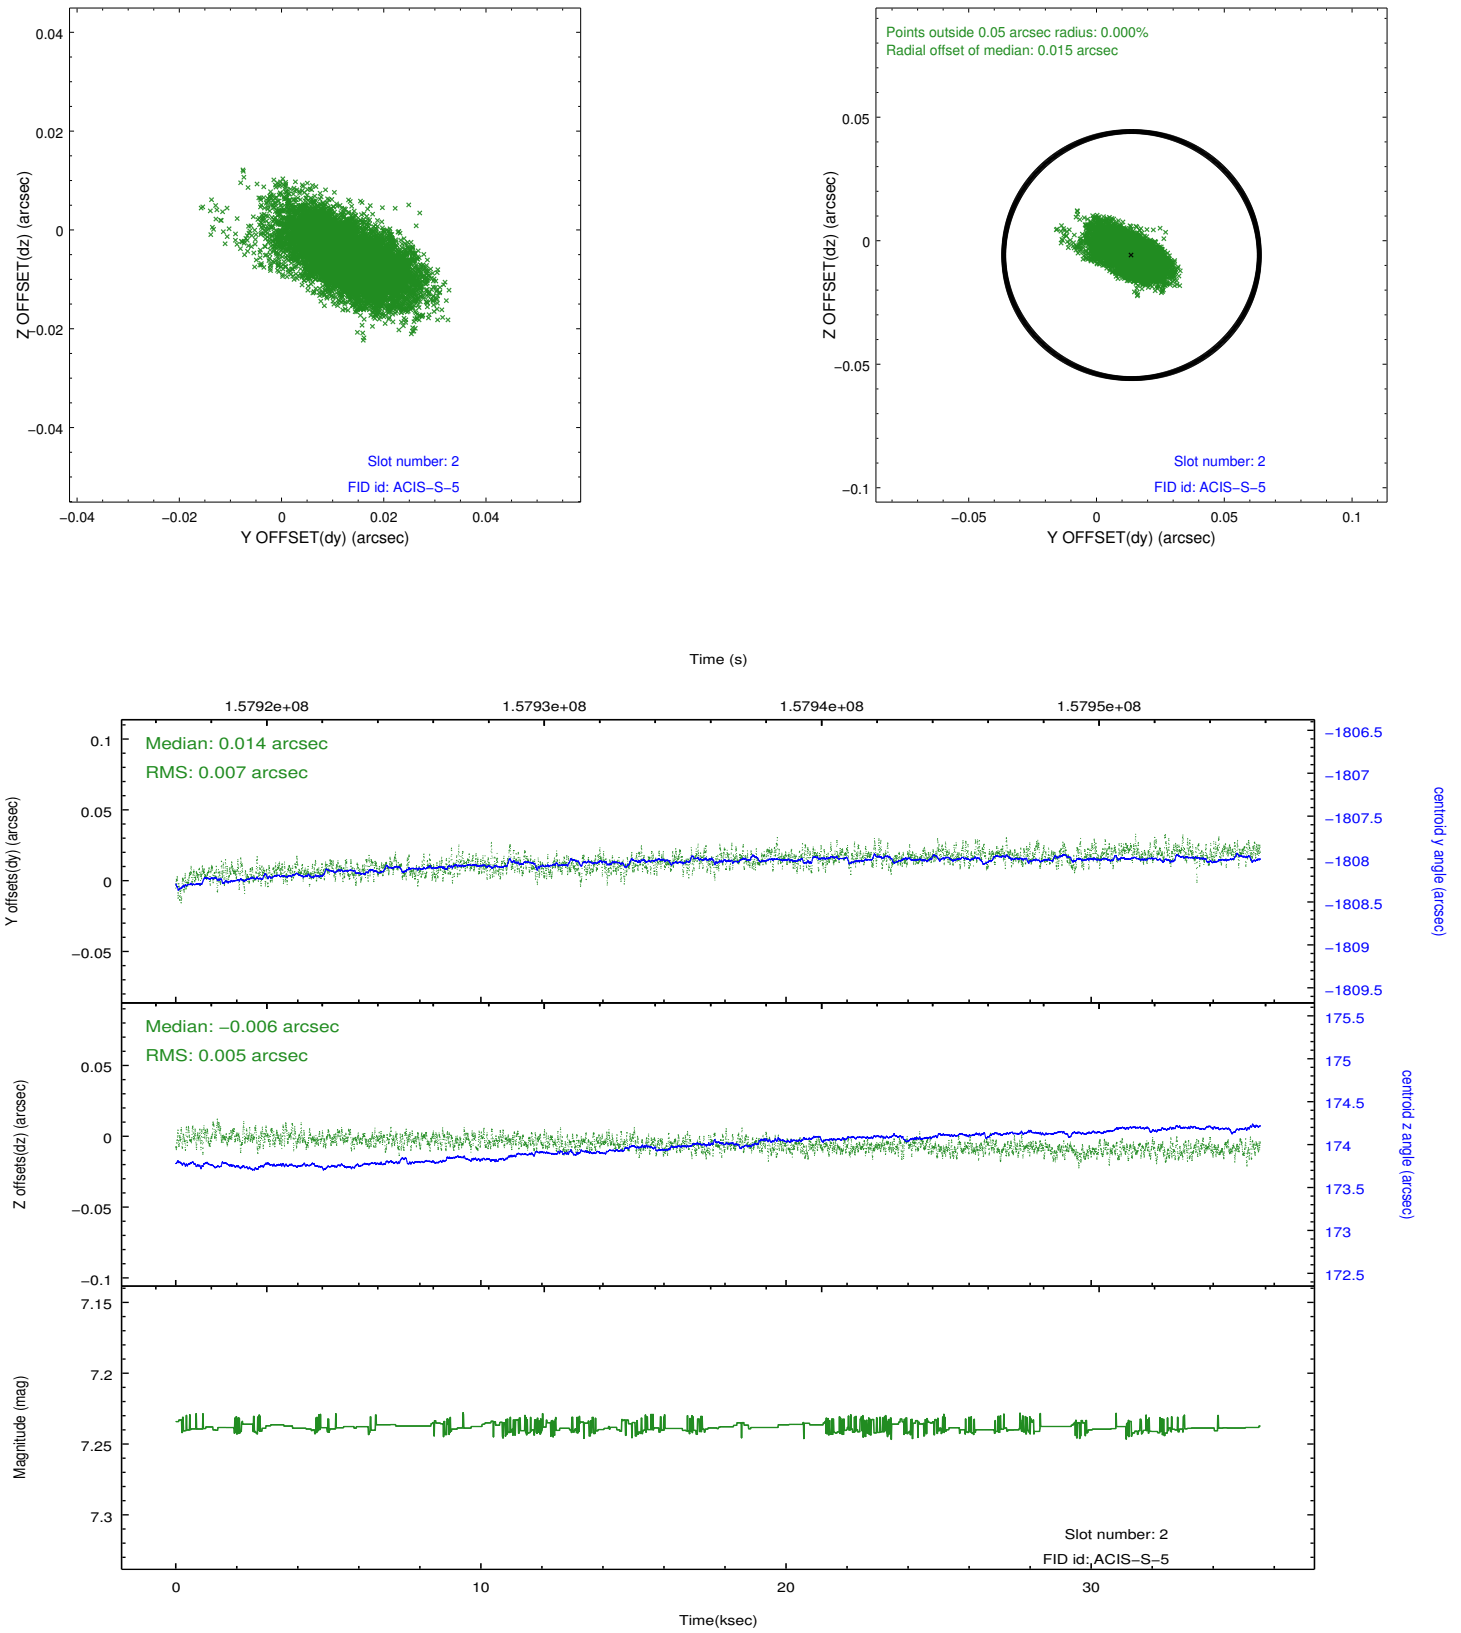 0.04
0.02
0
−0.02
−0.04
Z OFFSET(dz) (arcsec)
Slot number: 2
FID id: ACIS−S−5
−0.04
−0.02
0
0.02
0.04
Y OFFSET(dy) (arcsec)
Points outside 0.05 arcsec radius: 0.000%
Radial offset of median: 0.015 arcsec
0.05
0
−0.05
−0.1
Z OFFSET(dz) (arcsec)
Slot number: 2
FID id: ACIS−S−5
−0.05
0
0.05
0.1
Y OFFSET(dy) (arcsec)
Time (s)
1.5792e+08
1.5793e+08
1.5794e+08
1.5795e+08
Median: 0.014 arcsec
RMS: 0.007 arcsec
0.1
0.05
0
−0.05
Y offsets(dy) (arcsec)
−1806.5
−1807
−1807.5
−1808
−1808.5
−1809
−1809.5
centroid y angle (arcsec)
Median: −0.006 arcsec
RMS: 0.005 arcsec
0.05
0
−0.05
−0.1
Z offsets(dz) (arcsec)
175.5
175
174.5
174
173.5
173
172.5
centroid z angle (arcsec)
7.15
7.2
7.25
7.3
Magnitude (mag)
Slot number: 2
FID id: ACIS−S−5
0
10
20
30
Time(ksec)